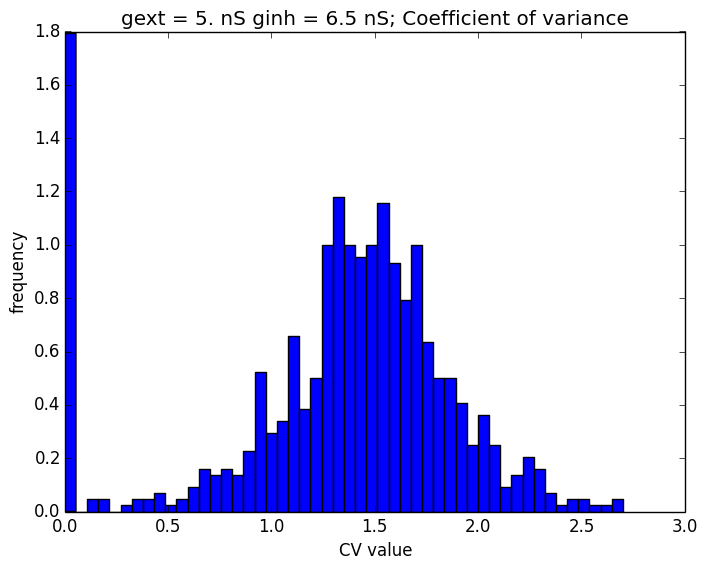 gext = 5. nS ginh = 6.5 nS; Coefficient of variance
1.8
1.6
1.4
1.2
1.0
0.8
0.6
0.4
0.2
0.0
frequency
0.0 0.5 1.0 1.5 2.0 2.5 3.0
CV value